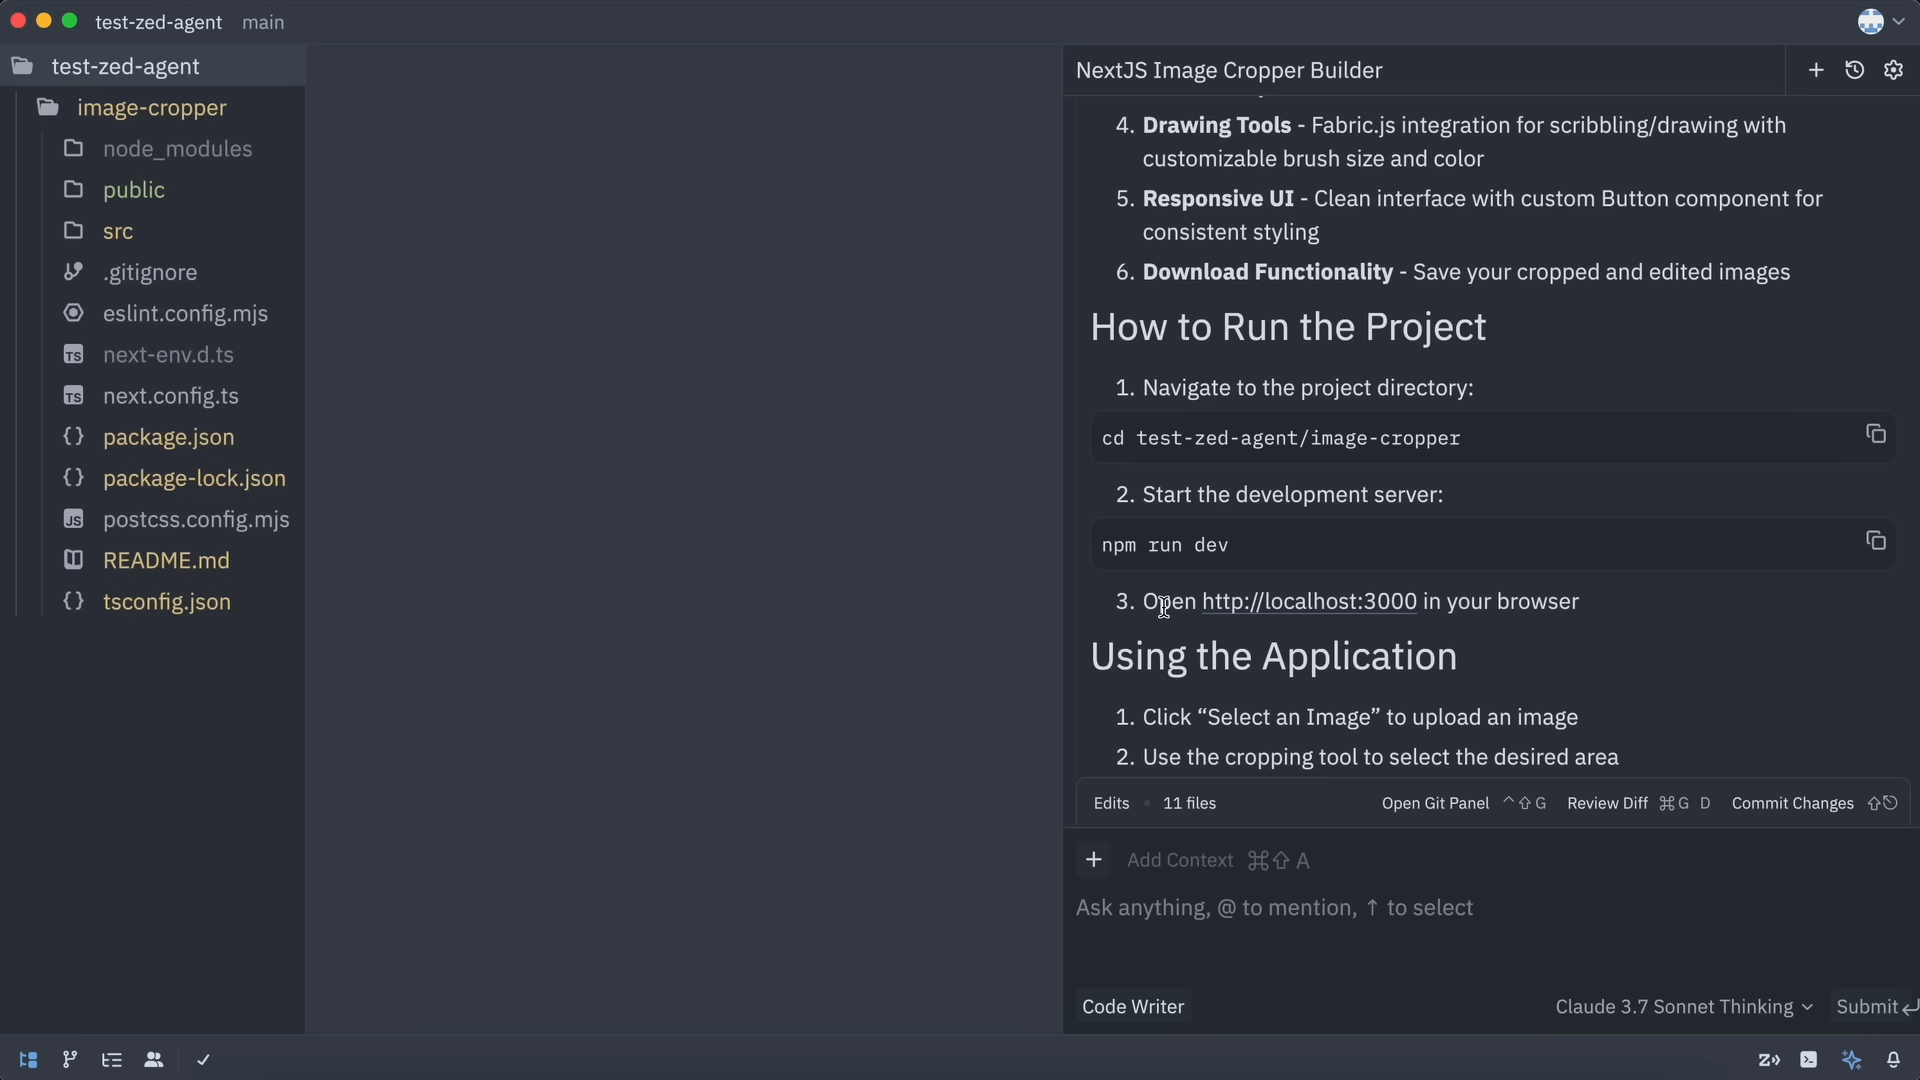 test-zed-agent main
test-zed-agent
image-cropper
node_modules
public
src
.gitignore
eslint.config.mjs
next-env.d.ts
next.config.ts
package.json
package-lock.json
postcss.config.mjs
README.md
tsconfig.json
NextJS Image Cropper Builder
4. Drawing Tools - Fabric.js integration for scribbling/drawing with
customizable brush size and color
5. Responsive UI - Clean interface with custom Button component for
consistent styling
6. Download Functionality - Save your cropped and edited images
How to Run the Project
1. Navigate to the project directory:
cd test-zed-agent/image-cropper
2. Start the development server:
npm run dev
3. Open http://localhost:3000 in your browser
Using the Application
1. Click “Select an Image” to upload an image
2. Use the cropping tool to select the desired area
Edits • 11 files Open Git Panel ⌃⇧G Review Diff ⌘G D Commit Changes ⇧⎋
+ Add Context ⌘⇧A
Ask anything, @ to mention, ↑ to select
Code Writer Claude 3.7 Sonnet Thinking Submit